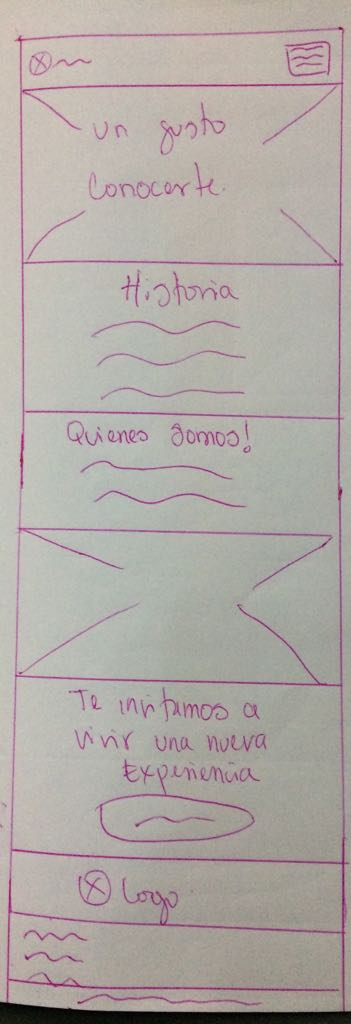 un gusto
Conocerte.
Historia
Quienes Somos!
Te invitamos a
vivir una nueva
Experiencia
Logo